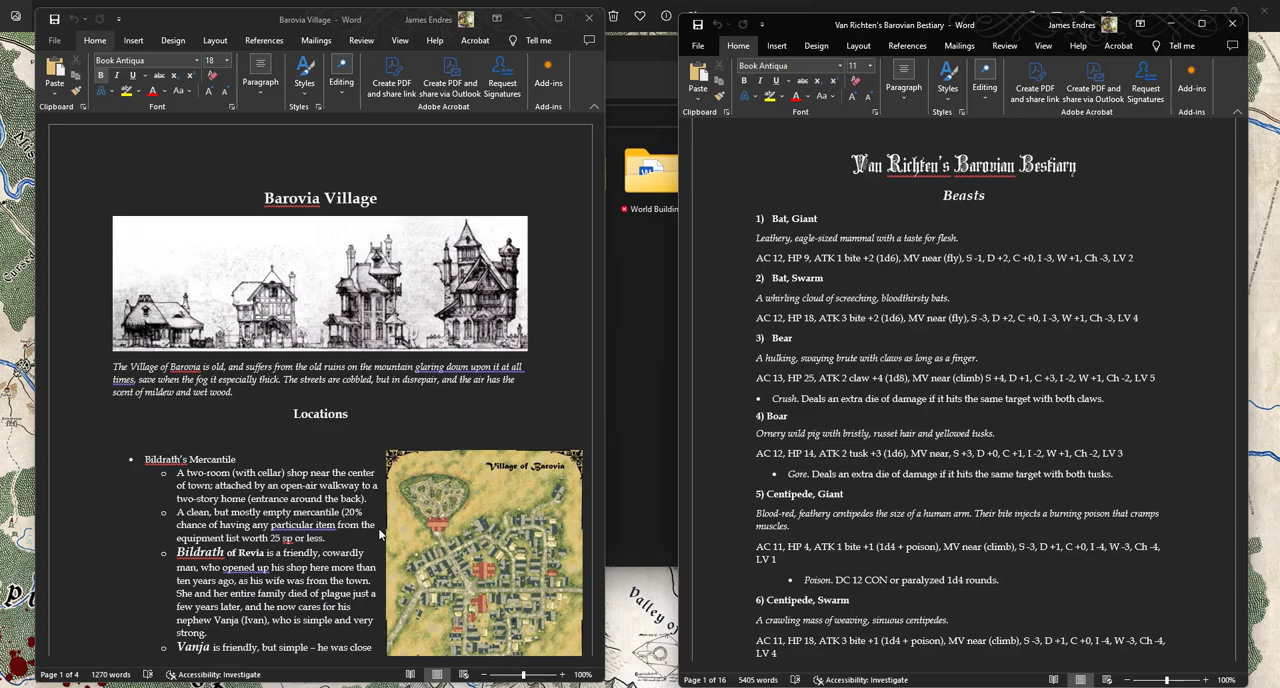 Barovia Village - Word
James Endres
File Home Insert Design Layout References Mailings Review View Help Acrobat Tell me
Book Antiqua 18
Paste
Paragraph
Styles
Editing
Create PDF and share link
Create PDF and share via Outlook
Request Signatures
Add-ins
Clipboard Font Styles Adobe Acrobat Add-ins
Barovia Village
The Village of Barovia is old, and suffers from the old ruins on the mountain glaring down upon it at all
times, save when the fog it especially thick. The streets are cobbled, but in disrepair, and the air has the
scent of mildew and wet wood.
Locations
Bildrath's Mercantile
A two-room (with cellar) shop near the center
of town; attached by an open-air walkway to a
two-story home (entrance around the back).
A clean, but mostly empty mercantile (20%
chance of having any particular item from the
equipment list worth 25 sp or less.
Bildrath of Revia is a friendly, cowardly
man, who opened up his shop here more than
ten years ago, as his wife was from the town.
She and her entire family died of plague just a
few years later, and he now cares for his
nephew Vanja (Ivan), who is simple and very
strong.
Vanja is friendly, but simple – he was close
Village of Barovia
Page 1 of 4 1270 words Accessibility: Investigate 100%
World Buildin
Valley o
Van Richten's Barovian Bestiary - Word
James Endres
File Home Insert Design Layout References Mailings Review View Help Acrobat Tell me
Book Antiqua 11
Paste
Paragraph
Styles
Editing
Create PDF and share link
Create PDF and share via Outlook
Request Signatures
Add-ins
Clipboard Font Styles Adobe Acrobat Add-ins
Van Richten's Barovian Bestiary
Beasts
1) Bat, Giant
Leathery, eagle-sized mammal with a taste for flesh.
AC 12, HP 9, ATK 1 bite +2 (1d6), MV near (fly), S -1, D +2, C +0, I -3, W +1, Ch -3, LV 2
2) Bat, Swarm
A whirling cloud of screeching, bloodthirsty bats.
AC 12, HP 18, ATK 3 bite +2 (1d6), MV near (fly), S -3, D +2, C +0, I -3, W +1, Ch -3, LV 4
3) Bear
A hulking, swaying brute with claws as long as a finger.
AC 13, HP 25, ATK 2 claw +4 (1d8), MV near (climb) S +4, D +1, C +3, I -2, W +1, Ch -2, LV 5
Crush. Deals an extra die of damage if it hits the same target with both claws.
4) Boar
Ornery wild pig with bristly, russet hair and yellowed tusks.
AC 12, HP 14, ATK 2 tusk +3 (1d6), MV near, S +3, D +0, C +1, I -2, W +1, Ch -2, LV 3
Gore. Deals an extra die of damage if it hits the same target with both tusks.
5) Centipede, Giant
Blood-red, feathery centipedes the size of a human arm. Their bite injects a burning poison that cramps
muscles.
AC 11, HP 4, ATK 1 bite +1 (1d4 + poison), MV near (climb), S -3, D +1, C +0, I -4, W -3, Ch -4,
LV 1
Poison. DC 12 CON or paralyzed 1d4 rounds.
6) Centipede, Swarm
A crawling mass of weaving, sinuous centipedes.
AC 11, HP 18, ATK 3 bite +1 (1d4 + poison), MV near (climb), S -3, D +1, C +0, I -4, W -3, Ch -4,
LV 4
Page 1 of 16 5405 words Accessibility: Investigate 100%